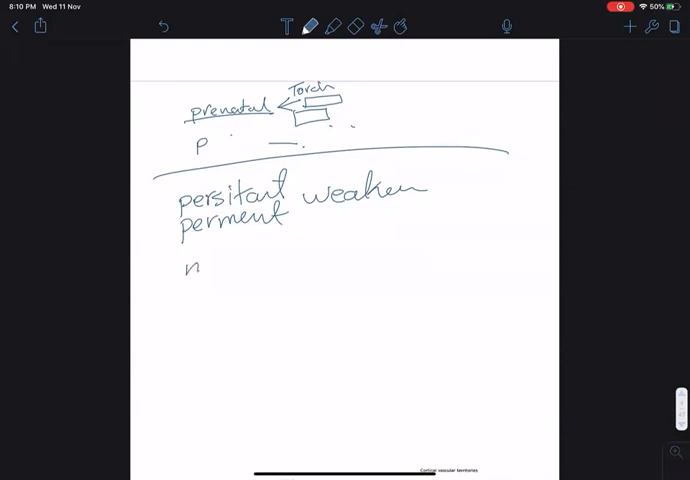 8:10 PM Wed 11 Nov
50%
Torch
prenatal
P
persitant weaken
perment
n
Cortical vascular territories